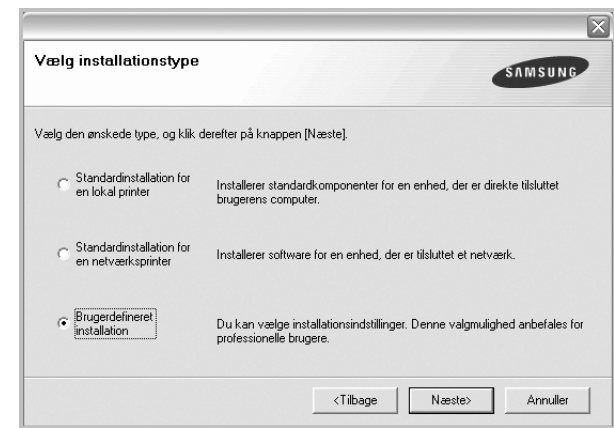 Vælg installationstype
SAMSUNG
Vælg den ønskede type, og klik derefter på knappen [Næste].
Standardinstallation for
en lokal printer
Installerer standardkomponenter for en enhed, der er direkte tilsluttet
brugerens computer.
Standardinstallation for
en netværksprinter
Installerer software for en enhed, der er tilsluttet et netværk.
Brugerdefineret
installation
Du kan vælge installationsindstillinger. Denne valgmulighed anbefales for
professionelle brugere.
<Tilbage
Næste>
Annuller